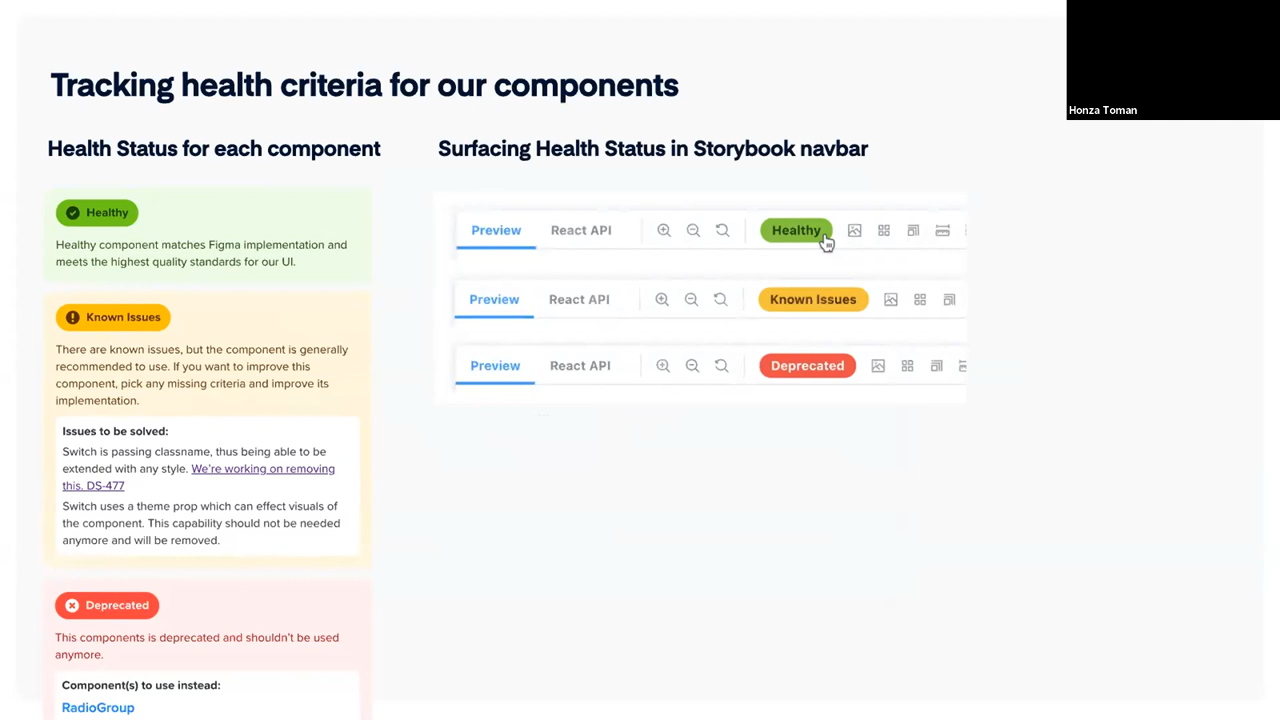 Tracking health criteria for our components
Honza Toman
Health Status for each component
Healthy
Healthy component matches Figma implementation and
meets the highest quality standards for our UI.
Known Issues
There are known issues, but the component is generally
recommended to use. If you want to improve this
component, pick any missing criteria and improve its
implementation.
Issues to be solved:
Switch is passing classname, thus being able to be
extended with any style. We're working on removing
this. DS-477
Switch uses a theme prop which can effect visuals of
the component. This capability should not be needed
anymore and will be removed.
Deprecated
This components is deprecated and shouldn't be used
anymore.
Component(s) to use instead:
RadioGroup
Surfacing Health Status in Storybook navbar
Preview React API Healthy
Preview React API Known Issues
Preview React API Deprecated